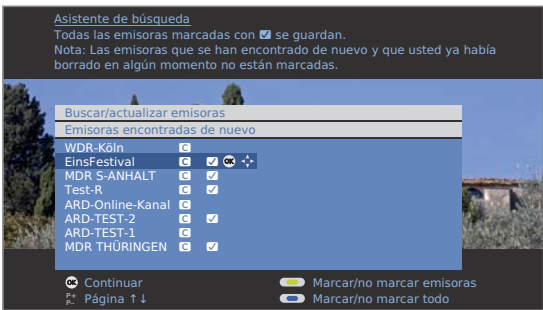 Asistente de búsqueda
Todas las emisoras marcadas con ☑ se guardan.
Nota: Las emisoras que se han encontrado de nuevo y que usted ya había
borrado en algún momento no están marcadas.
Buscar/actualizar emisoras
Emisoras encontradas de nuevo
WDR-Köln C
EinsFestival C ☑ OK
MDR S-ANHALT C ☑
Test-R C ☑
ARD-Online-Kanal C
ARD-TEST-2 C ☑
ARD-TEST-1 C
MDR THÜRINGEN C ☑
OK Continuar Marcar/no marcar emisoras
P+ P- Página ↑↓ Marcar/no marcar todo